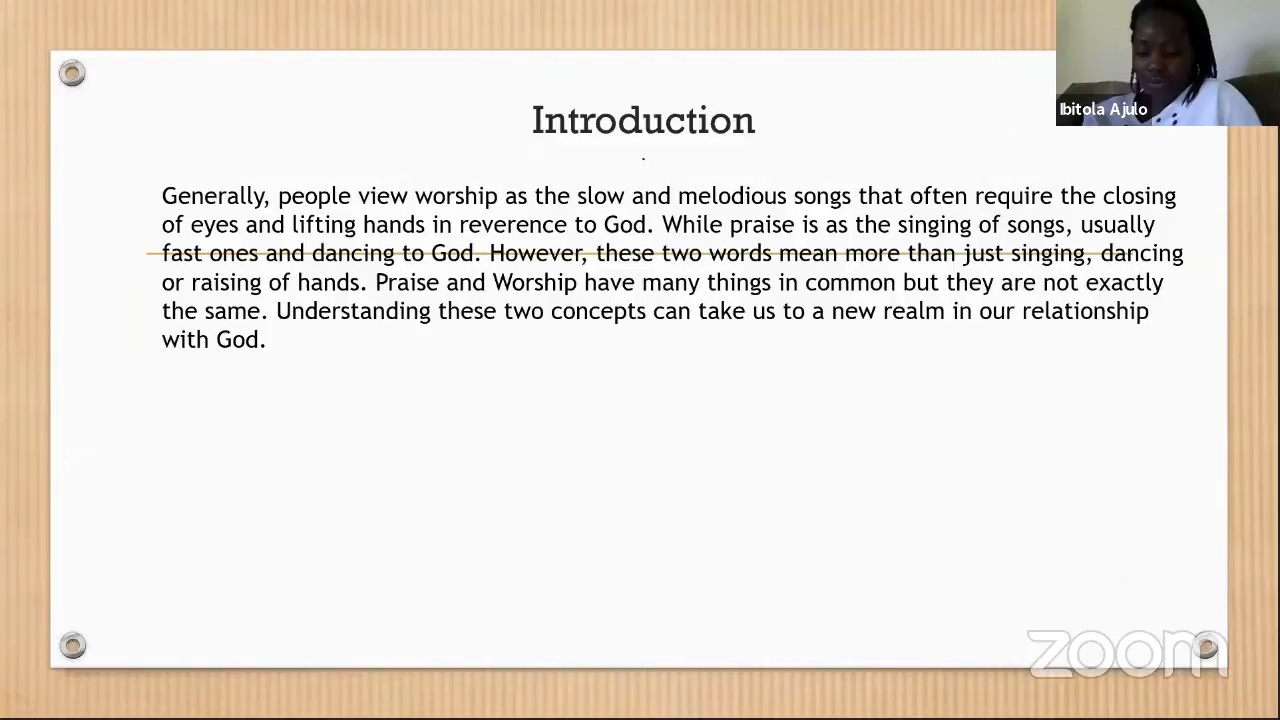 Ibitola Ajulo
Introduction
.
Generally, people view worship as the slow and melodious songs that often require the closing
of eyes and lifting hands in reverence to God. While praise is as the singing of songs, usually
fast ones and dancing to God. However, these two words mean more than just singing, dancing
or raising of hands. Praise and Worship have many things in common but they are not exactly
the same. Understanding these two concepts can take us to a new realm in our relationship
with God.
zoom